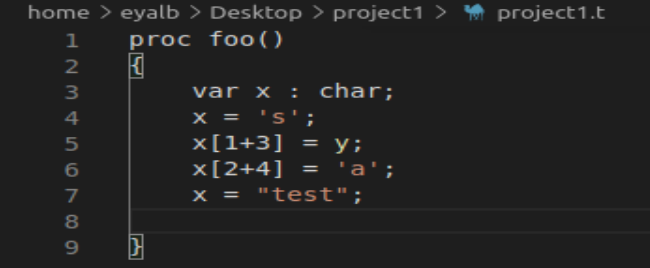 home > eyalb > Desktop > project1 > project1.t
1 proc foo()
2 {
3 var x : char;
4 x = 's';
5 x[1+3] = y;
6 x[2+4] = 'a';
7 x = "test";
8
9 }